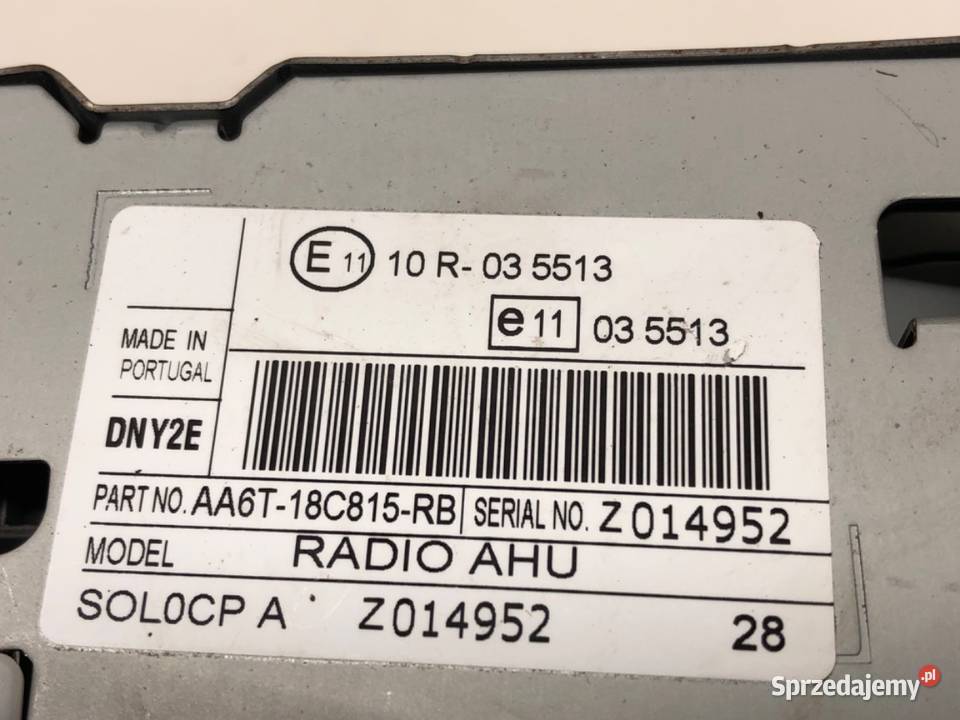 E 11 10 R- 03 5513
e 11 03 5513
MADE IN
PORTUGAL
DNY2E
PART NO. AA6T-18C815-RB SERIAL NO. Z014952
MODEL RADIO AHU
SOL0CP A Z014952 28
Sprzedajemy.pl